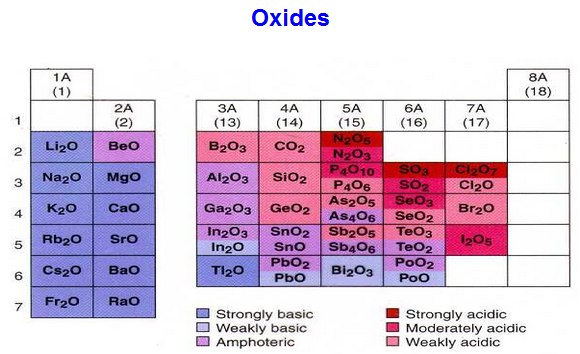 Oxides
1A
(1)
8A
(18)
1
2A
(2)
3A
(13)
4A
(14)
5A
(15)
6A
(16)
7A
(17)
2
Li₂O BeO B₂O₃ CO₂ N₂O₅
N₂O₃
3
Na₂O MgO Al₂O₃ SiO₂ P₄O₁₀ SO₃ Cl₂O₇
P₄O₆ SO₂ Cl₂O
4
K₂O CaO Ga₂O₃ GeO₂ As₂O₅ SeO₃ Br₂O
As₄O₆ SeO₂
5
Rb₂O SrO In₂O₃ SnO₂ Sb₂O₅ TeO₃ I₂O₅
In₂O SnO Sb₄O₆ TeO₂
6
Cs₂O BaO Tl₂O PbO₂ Bi₂O₃ PoO₂
PbO PoO
7
Fr₂O RaO
Strongly basic
Weakly basic
Amphoteric
Strongly acidic
Moderately acidic
Weakly acidic